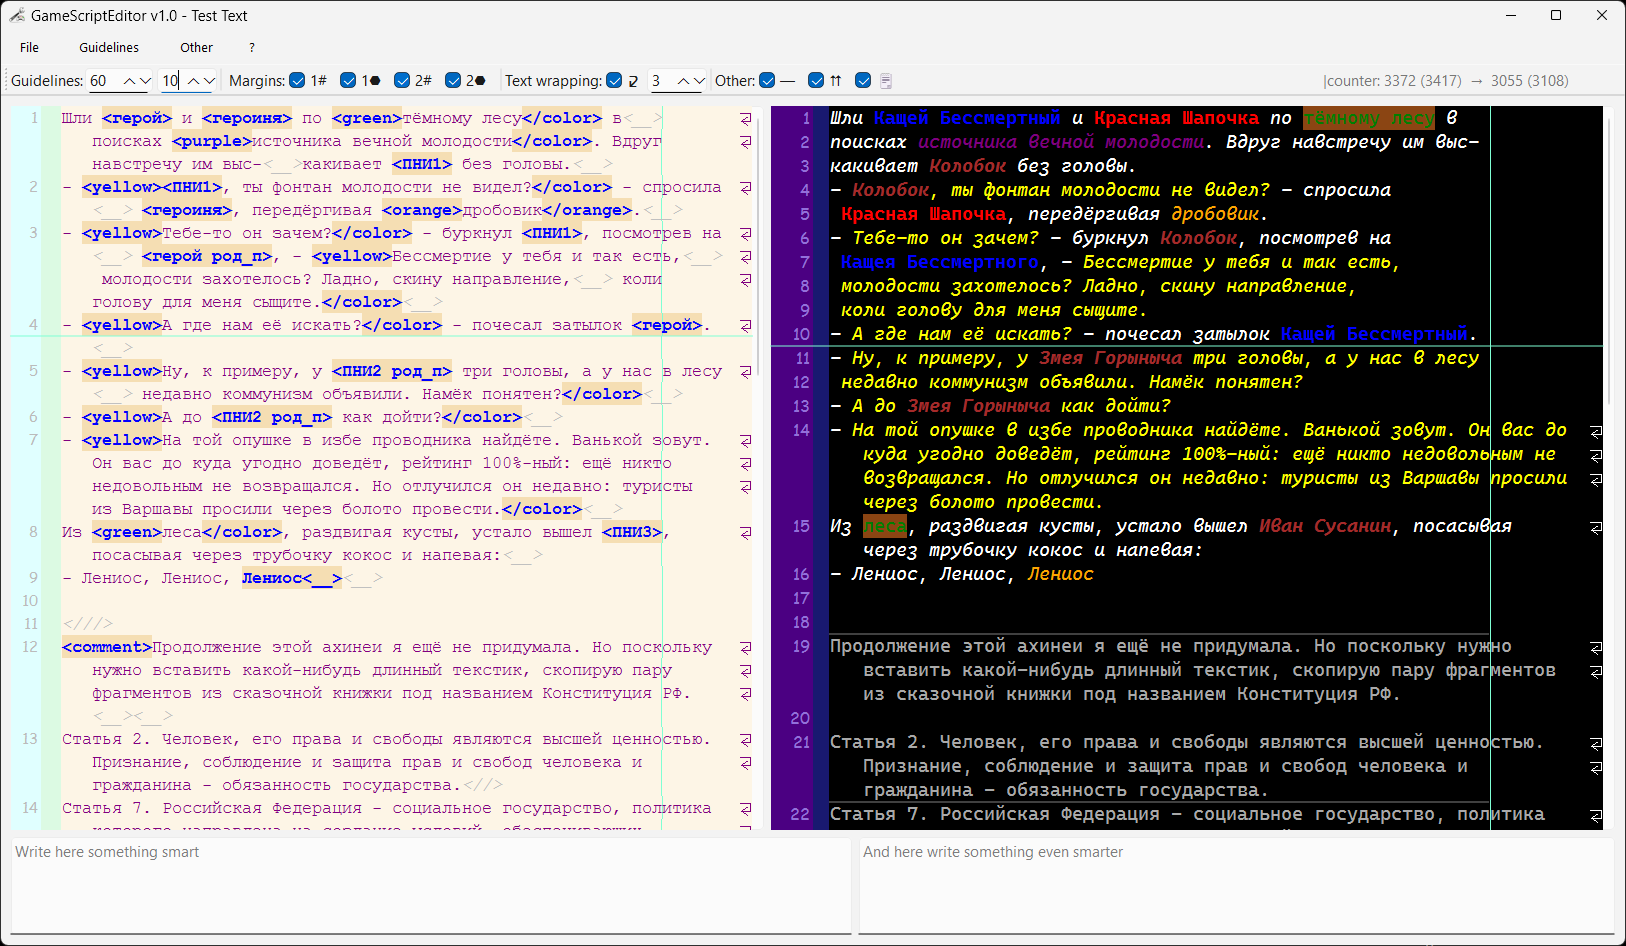 GameScriptEditor v1.0 - Test Text
File Guidelines Other ?
Guidelines: 60 10 Margins: 1# 1● 2# 2● Text wrapping: 3 Other: — ⇈ |counter: 3372 (3417) → 3055 (3108)
1 Шли <герой> и <героиня> по <green>тёмному лесу</color> в<__>
поисках <purple>источника вечной молодости</color>. Вдруг
навстречу им выс-<__>какивает <ПНИ1> без головы.<__>
2 - <yellow><ПНИ1>, ты фонтан молодости не видел?</color> - спросила
<__> <героиня>, передёргивая <orange>дробовик</orange>.<__>
3 - <yellow>Тебе-то он зачем?</color> - буркнул <ПНИ1>, посмотрев на
<__> <герой род_п>, - <yellow>Бессмертие у тебя и так есть,<__>
молодости захотелось? Ладно, скину направление,<__> коли
голову для меня сыщите.</color><__>
4 - <yellow>А где нам её искать?</color> - почесал затылок <герой>.
<__>
5 - <yellow>Ну, к примеру, у <ПНИ2 род_п> три головы, а у нас в лесу
<__> недавно коммунизм объявили. Намёк понятен?</color><__>
6 - <yellow>А до <ПНИ2 род_п> как дойти?</color><__>
7 - <yellow>На той опушке в избе проводника найдёте. Ванькой зовут.
Он вас до куда угодно доведёт, рейтинг 100%-ный: ещё никто
недовольным не возвращался. Но отлучился он недавно: туристы
из Варшавы просили через болото провести.</color><__>
8 Из <green>леса</color>, раздвигая кусты, устало вышел <ПНИ3>,
посасывая через трубочку кокос и напевая:<__>
9 - Лениос, Лениос, Лениос<__><__>
10
11 <///>
12 <comment>Продолжение этой ахинеи я ещё не придумала. Но поскольку
нужно вставить какой-нибудь длинный текстик, скопирую пару
фрагментов из сказочной книжки под названием Конституция РФ.
<__><__>
13 Статья 2. Человек, его права и свободы являются высшей ценностью.
Признание, соблюдение и защита прав и свобод человека и
гражданина - обязанность государства.<//>
14 Статья 7. Российская Федерация - социальное государство, политика
1 Шли Кащей Бессмертный и Красная Шапочка по тёмному лесу в
2 поисках источника вечной молодости. Вдруг навстречу им выс-
3 какивает Колобок без головы.
4 - Колобок, ты фонтан молодости не видел? - спросила
5 Красная Шапочка, передёргивая дробовик.
6 - Тебе-то он зачем? - буркнул Колобок, посмотрев на
7 Кащея Бессмертного, - Бессмертие у тебя и так есть,
8 молодости захотелось? Ладно, скину направление,
9 коли голову для меня сыщите.
10 - А где нам её искать? - почесал затылок Кащей Бессмертный.
11 - Ну, к примеру, у Змея Горыныча три головы, а у нас в лесу
12 недавно коммунизм объявили. Намёк понятен?
13 - А до Змея Горыныча как дойти?
14 - На той опушке в избе проводника найдёте. Ванькой зовут. Он вас до
куда угодно доведёт, рейтинг 100%-ный: ещё никто недовольным не
возвращался. Но отлучился он недавно: туристы из Варшавы просили
через болото провести.
15 Из леса, раздвигая кусты, устало вышел Иван Сусанин, посасывая
через трубочку кокос и напевая:
16 - Лениос, Лениос, Лениос
17
18
19 Продолжение этой ахинеи я ещё не придумала. Но поскольку нужно
вставить какой-нибудь длинный текстик, скопирую пару фрагментов
из сказочной книжки под названием Конституция РФ.
20
21 Статья 2. Человек, его права и свободы являются высшей ценностью.
Признание, соблюдение и защита прав и свобод человека и
гражданина - обязанность государства.
22 Статья 7. Российская Федерация - социальное государство, политика
Write here something smart
And here write something even smarter